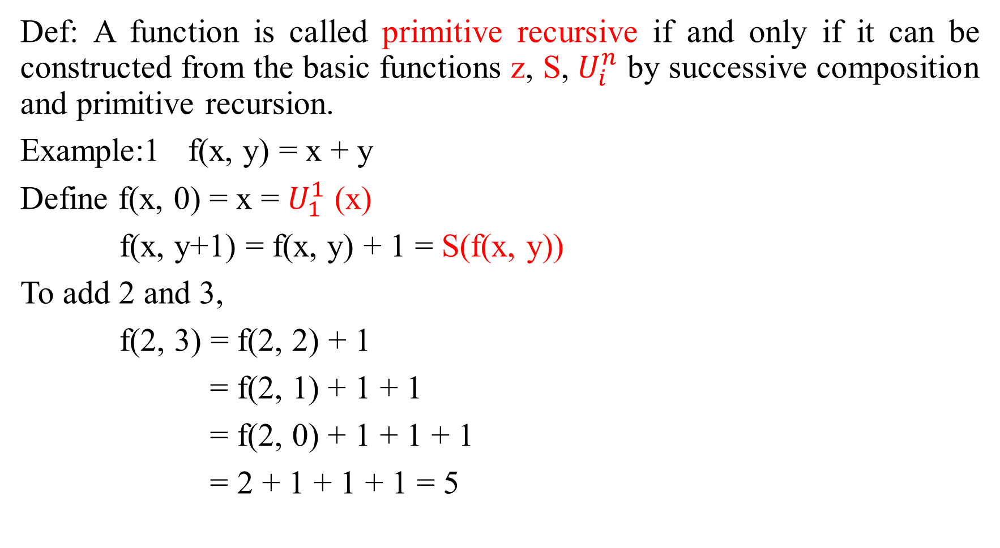 Def: A function is called primitive recursive if and only if it can be
constructed from the basic functions z, S, $U_i^n$ by successive composition
and primitive recursion.
Example:1 f(x, y) = x + y
Define f(x, 0) = x = $U_1^1$ (x)
f(x, y+1) = f(x, y) + 1 = S(f(x, y))
To add 2 and 3,
f(2, 3) = f(2, 2) + 1
= f(2, 1) + 1 + 1
= f(2, 0) + 1 + 1 + 1
= 2 + 1 + 1 + 1 = 5